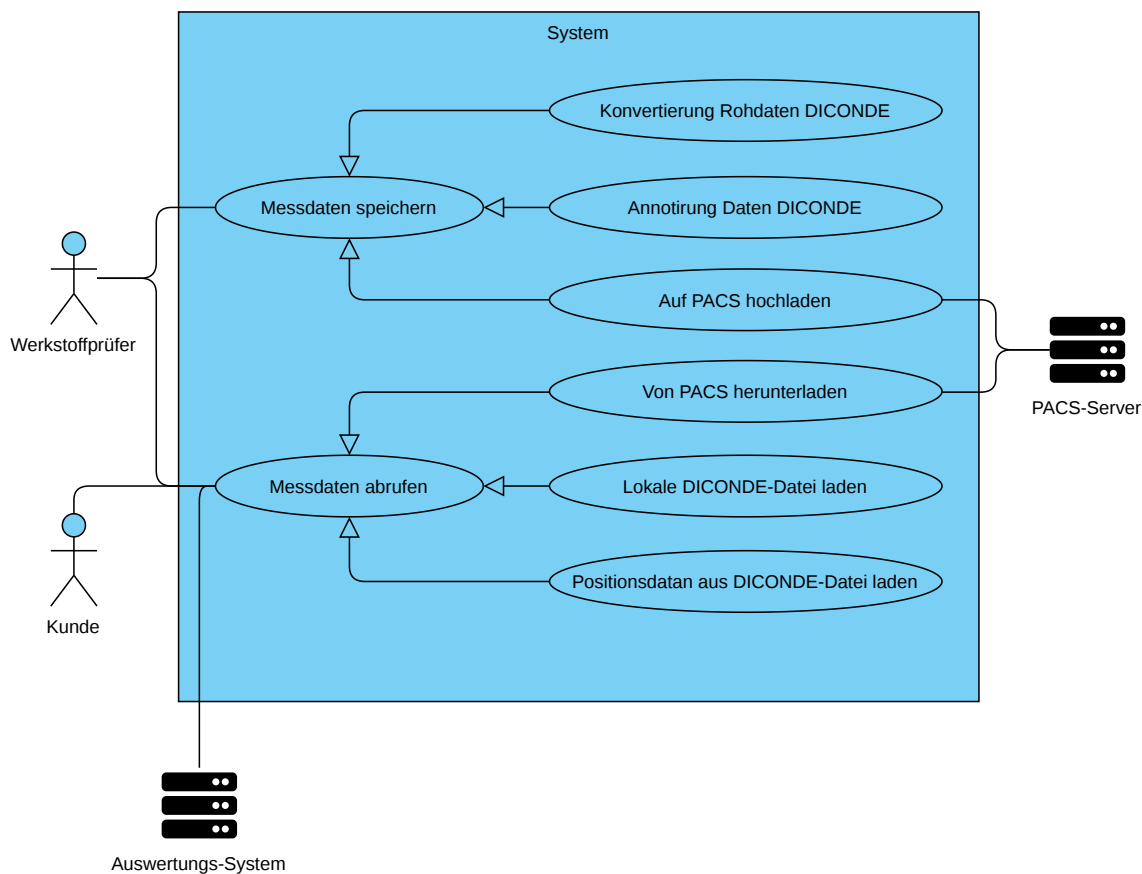 System
Konvertierung Rohdaten DICONDE
Messdaten speichern
Annotirung Daten DICONDE
Auf PACS hochladen
Werkstoffprüfer
Von PACS herunterladen
PACS-Server
Messdaten abrufen
Lokale DICONDE-Datei laden
Positionsdatan aus DICONDE-Datei laden
Kunde
Auswertungs-System